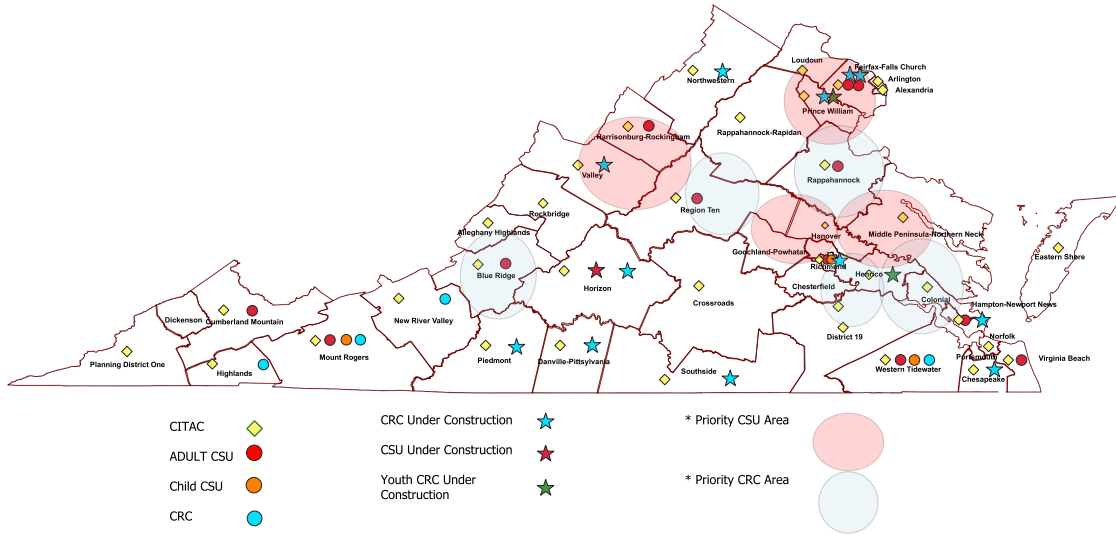 Loudoun
Fairfax-Falls Church
Northwestern
Arlington
Alexandria
Prince William
Rappahannock-Rapidan
Harrisonburg-Rockingham
Valley
Rappahannock
Region Ten
Rockbridge
Alleghany Highlands
Hanover
Middle Peninsula-Northern Neck
Goochland-Powhatan
Eastern Shore
Richmond
Henrico
Blue Ridge
Horizon
Chesterfield
Crossroads
Colonial
Hampton-Newport News
Dickenson
Cumberland Mountain
New River Valley
District 19
Norfolk
Planning District One
Mount Rogers
Piedmont
Danville-Pittsylvania
Portsmouth
Virginia Beach
Highlands
Southside
Western Tidewater
Chesapeake
CITAC
ADULT CSU
Child CSU
CRC
CRC Under Construction
CSU Under Construction
Youth CRC Under
Construction
* Priority CSU Area
* Priority CRC Area